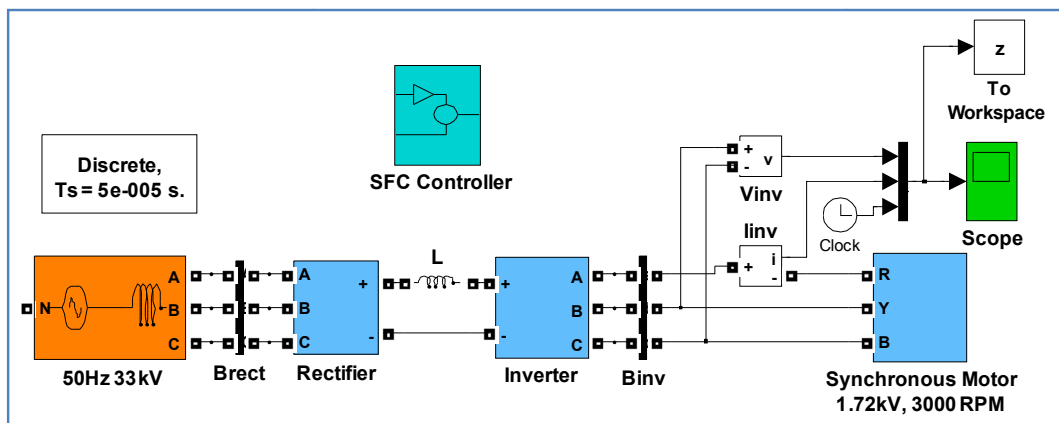 z
To
Workspace
Discrete,
Ts = 5e-005 s.
SFC Controller
+
-
v
Vinv
Scope
Clock
Iinv
+
i
-
N
A
B
C
50Hz 33kV
Brect
A
B
C
+
-
Rectifier
L
+
-
A
B
C
Inverter
Binv
R
Y
B
Synchronous Motor
1.72kV, 3000 RPM